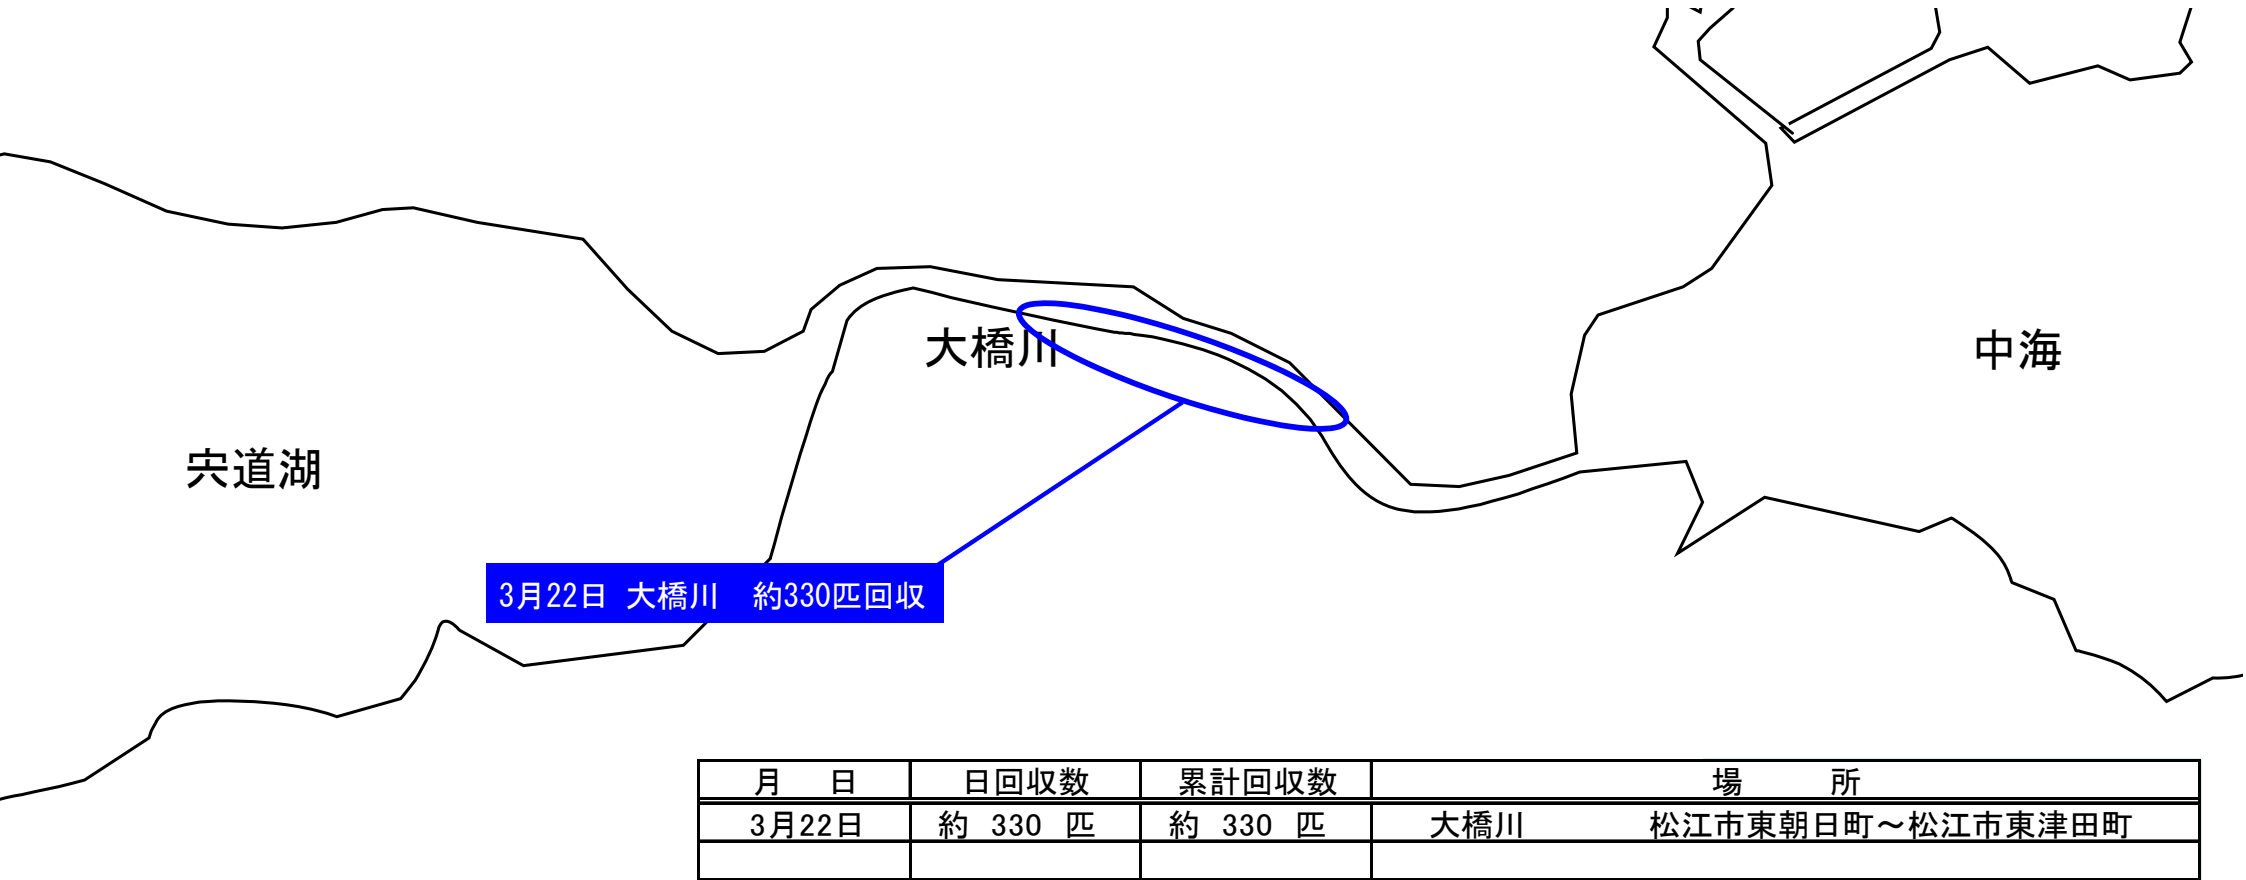 大橋川
中海
宍道湖
3月22日 大橋川　約330匹回収
月　日 日回収数 累計回収数 場　所
3月22日 約 330 匹 約 330 匹 大橋川 松江市東朝日町～松江市東津田町